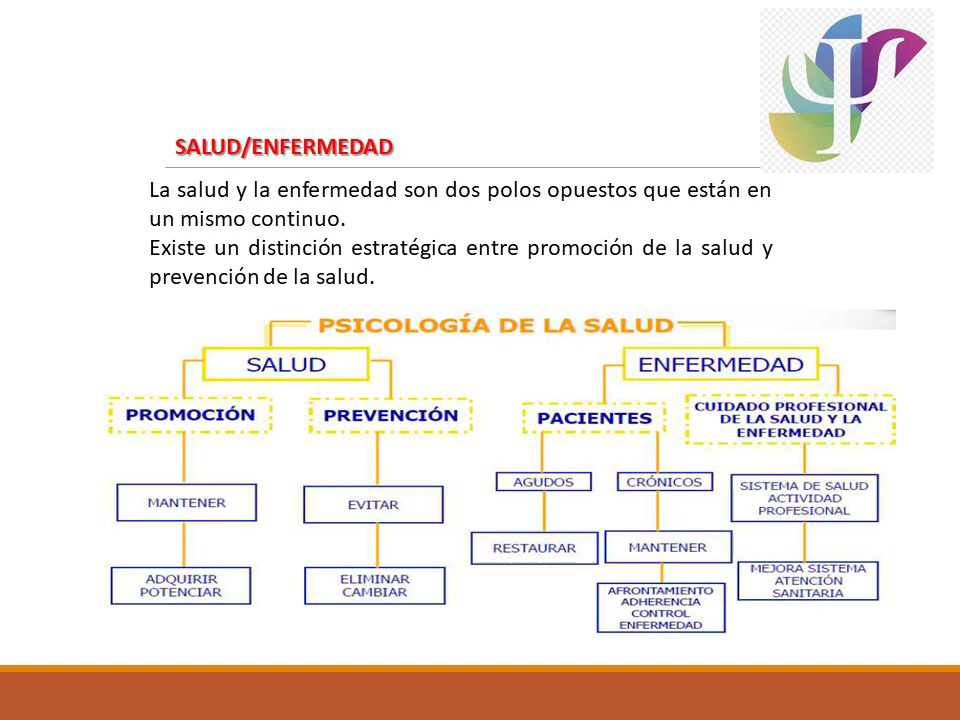 SALUD/ENFERMEDAD
La salud y la enfermedad son dos polos opuestos que están en
un mismo continuo.
Existe un distinción estratégica entre promoción de la salud y
prevención de la salud.
PSICOLOGÍA DE LA SALUD
SALUD
ENFERMEDAD
PROMOCIÓN
PREVENCIÓN
PACIENTES
CUIDADO PROFESIONAL
DE LA SALUD Y LA
ENFERMEDAD
MANTENER
EVITAR
AGUDOS
CRÓNICOS
SISTEMA DE SALUD
ACTIVIDAD
PROFESIONAL
ADQUIRIR
POTENCIAR
ELIMINAR
CAMBIAR
RESTAURAR
MANTENER
MEJORA SISTEMA
ATENCIÓN
SANITARIA
AFRONTAMIENTO
ADHERENCIA
CONTROL
ENFERMEDAD